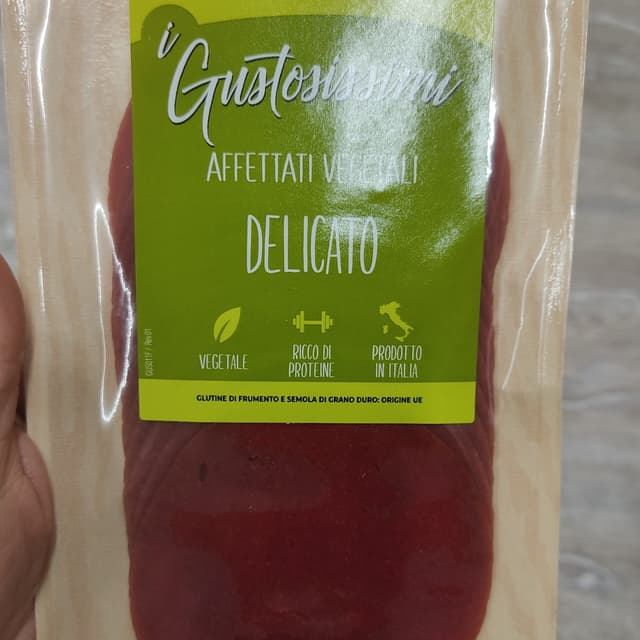 i Gustosissimi
AFFETTATI VEGETALI
DELICATO
VEGETALE
RICCO DI
PROTEINE
PRODOTTO
IN ITALIA
GLUTINE DI FRUMENTO E SEMOLA DI GRANO DURO: ORIGINE UE